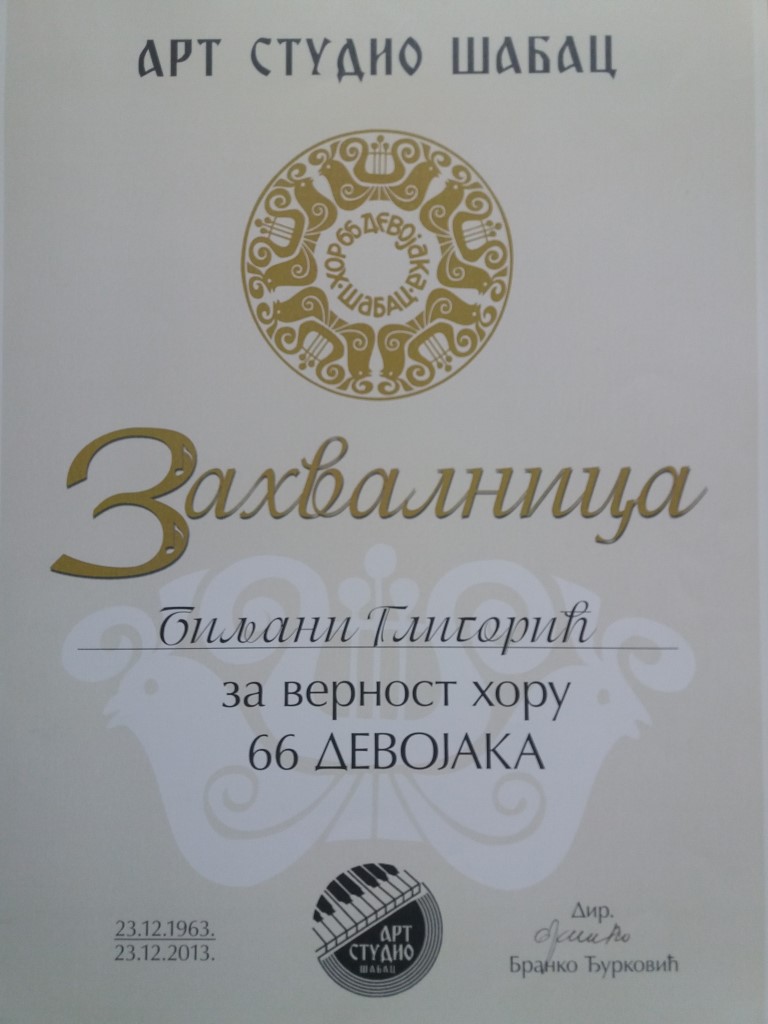 АРТ СТУДИО ШАБАЦ
ХОР 66 ДЕВОЈАКА • ШАБАЦ •
Захвалница
Биљани Глигорић
за верност хору
66 ДЕВОЈАКА
23.12.1963.
23.12.2013.
АРТ
СТУДИО
ШАБАЦ
Дир.
Бранко Ђурковић